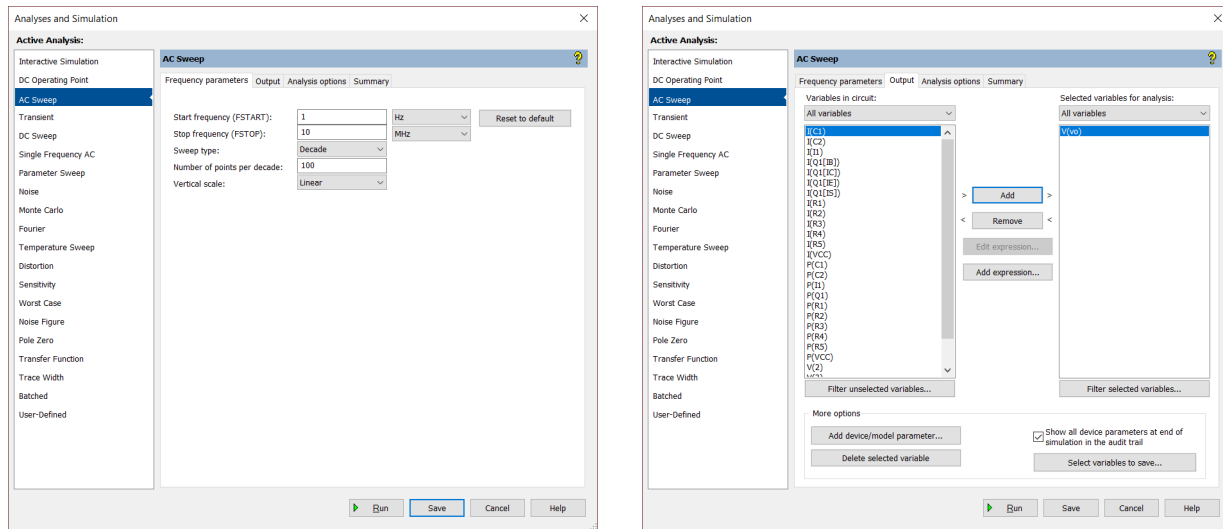 Analyses and Simulation
Active Analysis:
Interactive Simulation
DC Operating Point
AC Sweep
Transient
DC Sweep
Single Frequency AC
Parameter Sweep
Noise
Monte Carlo
Fourier
Temperature Sweep
Distortion
Sensitivity
Worst Case
Noise Figure
Pole Zero
Transfer Function
Trace Width
Batched
User-Defined
AC Sweep
Frequency parameters Output Analysis options Summary
Start frequency (FSTART): 1 Hz Reset to default
Stop frequency (FSTOP): 10 MHz
Sweep type: Decade
Number of points per decade: 100
Vertical scale: Linear
Run Save Cancel Help
Analyses and Simulation
Active Analysis:
Interactive Simulation
DC Operating Point
AC Sweep
Transient
DC Sweep
Single Frequency AC
Parameter Sweep
Noise
Monte Carlo
Fourier
Temperature Sweep
Distortion
Sensitivity
Worst Case
Noise Figure
Pole Zero
Transfer Function
Trace Width
Batched
User-Defined
AC Sweep
Frequency parameters Output Analysis options Summary
Variables in circuit:
All variables
I(C1)
I(C2)
I(I1)
I(Q1[IB])
I(Q1[IC])
I(Q1[IE])
I(Q1[IS])
I(R1)
I(R2)
I(R3)
I(R4)
I(R5)
I(VCC)
P(C1)
P(C2)
P(I1)
P(Q1)
P(R1)
P(R2)
P(R3)
P(R4)
P(R5)
P(VCC)
V(2)
Filter unselected variables...
> Add >
< Remove <
Edit expression...
Add expression...
Selected variables for analysis:
All variables
V(vo)
Filter selected variables...
More options
Add device/model parameter...
Delete selected variable
Show all device parameters at end of
simulation in the audit trail
Select variables to save...
Run Save Cancel Help